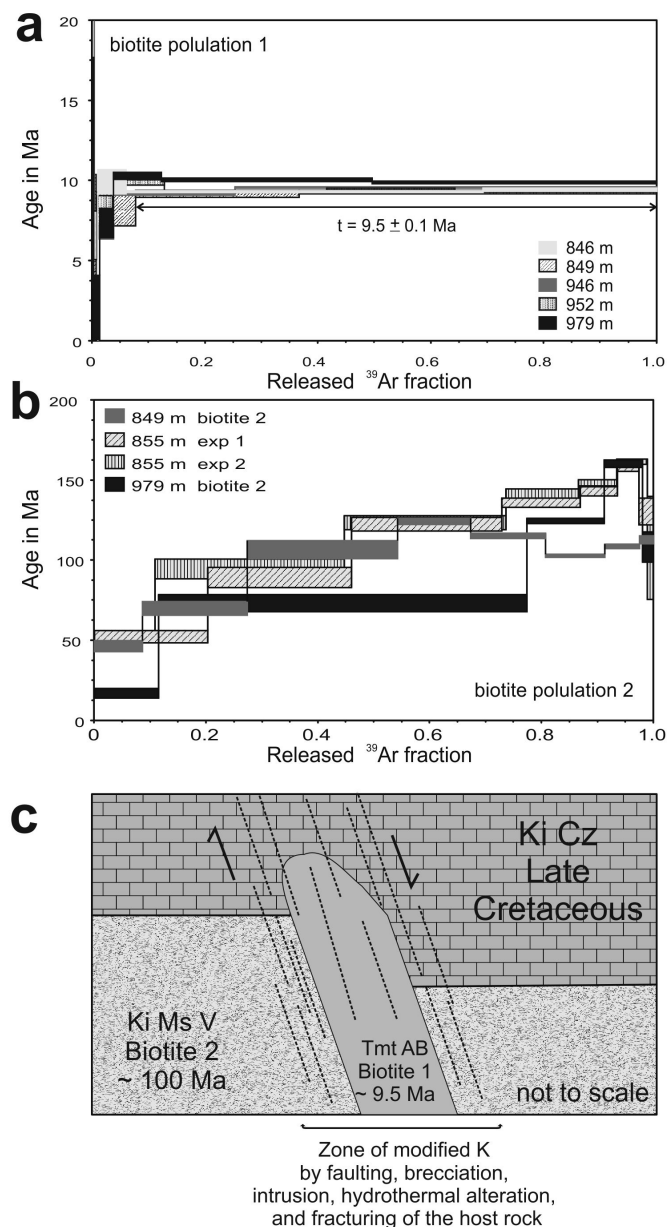 a
biotite polulation 1
20
15
10
5
0
Age in Ma
t = 9.5 ± 0.1 Ma
846 m
849 m
946 m
952 m
979 m
0 0.2 0.4 0.6 0.8 1.0
Released ³⁹Ar fraction
b
200
150
100
50
0
Age in Ma
849 m biotite 2
855 m exp 1
855 m exp 2
979 m biotite 2
biotite polulation 2
0 0.2 0.4 0.6 0.8 1.0
Released ³⁹Ar fraction
c
Ki Cz
Late
Cretaceous
Ki Ms V
Biotite 2
~ 100 Ma
Tmt AB
Biotite 1
~ 9.5 Ma
not to scale
Zone of modified K
by faulting, brecciation,
intrusion, hydrothermal alteration,
and fracturing of the host rock